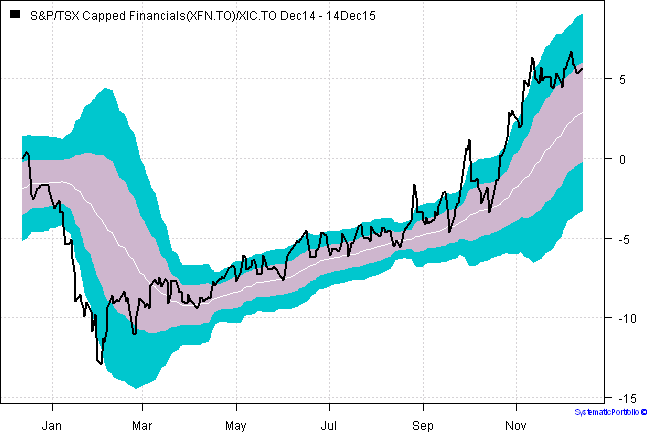 S&P/TSX Capped Financials(XFN.TO)/XIC.TO Dec14 - 14Dec15
5
0
-5
-10
-15
Jan Mar May Jul Sep Nov
SystematicPortfolio ©